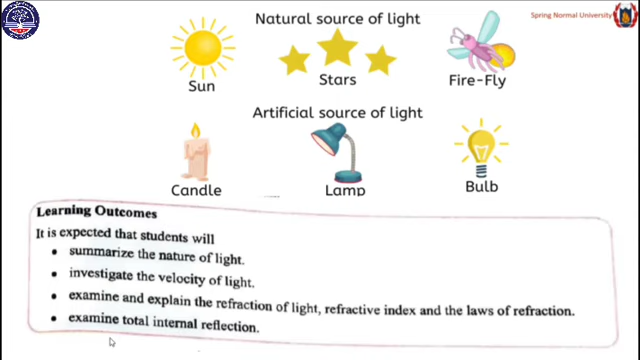 Natural source of light
Spring Normal University
Sun
Stars
Fire-Fly
Artificial source of light
Candle
Lamp
Bulb
Learning Outcomes
It is expected that students will
• summarize the nature of light.
• investigate the velocity of light.
• examine and explain the refraction of light, refractive index and the laws of refraction.
• examine total internal reflection.